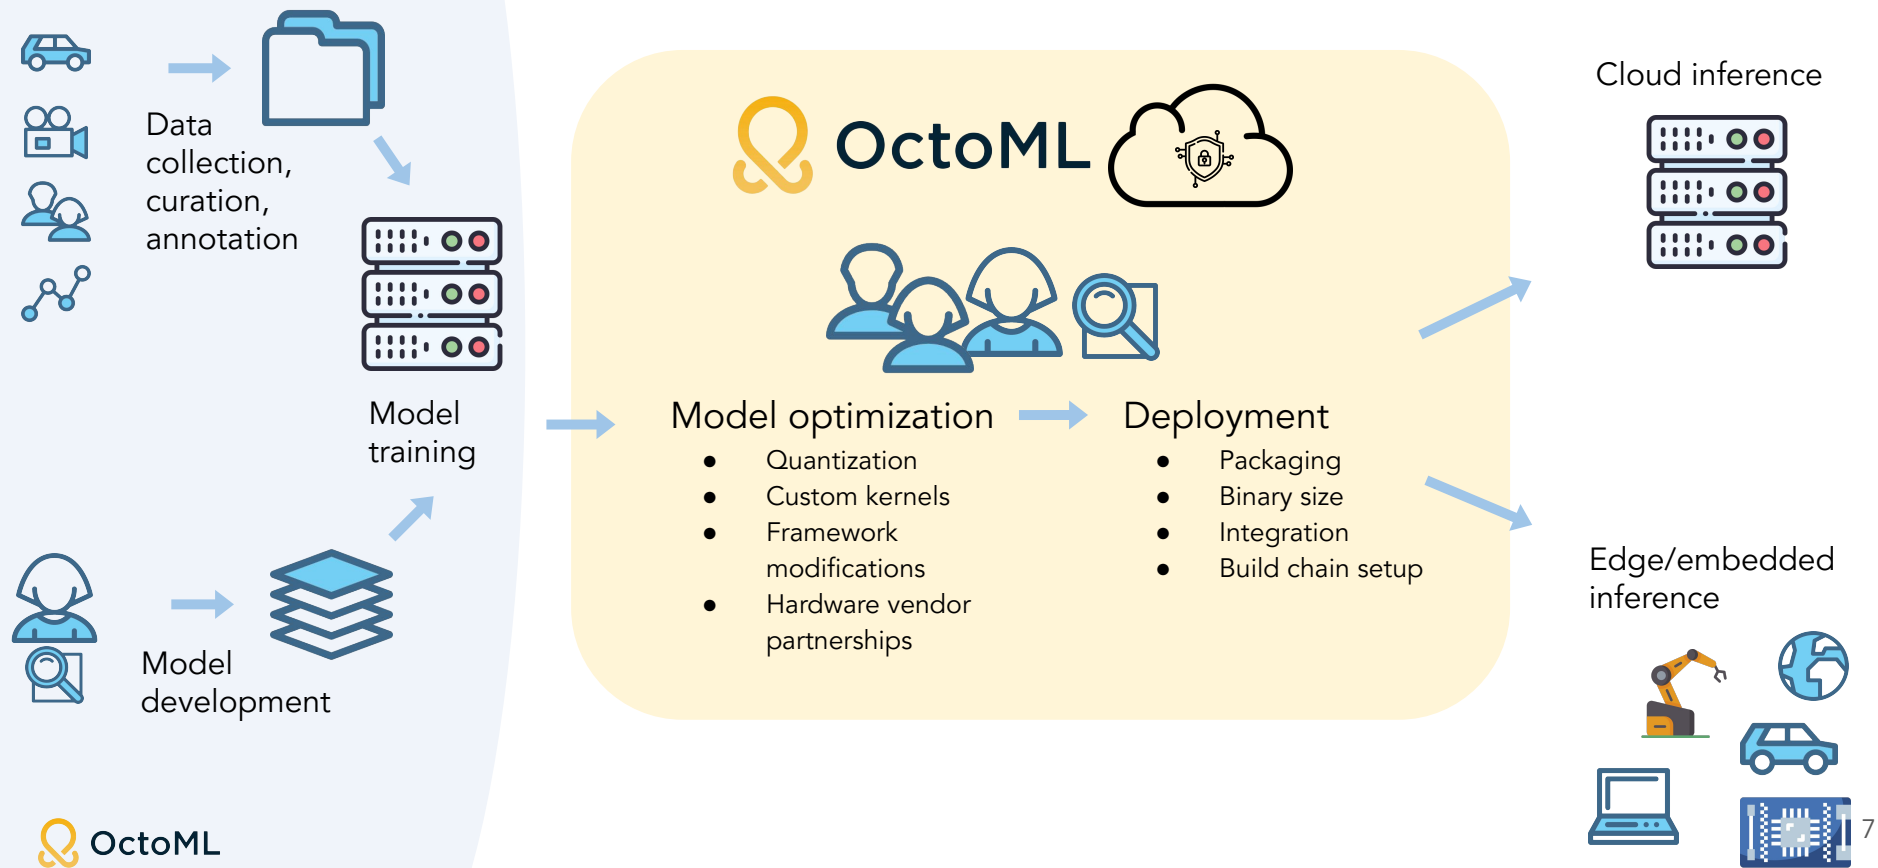 Data
collection,
curation,
annotation
Model
training
Model
development
OctoML
Model optimization
● Quantization
● Custom kernels
● Framework
modifications
● Hardware vendor
partnerships
Deployment
● Packaging
● Binary size
● Integration
● Build chain setup
Cloud inference
Edge/embedded
inference
OctoML
7